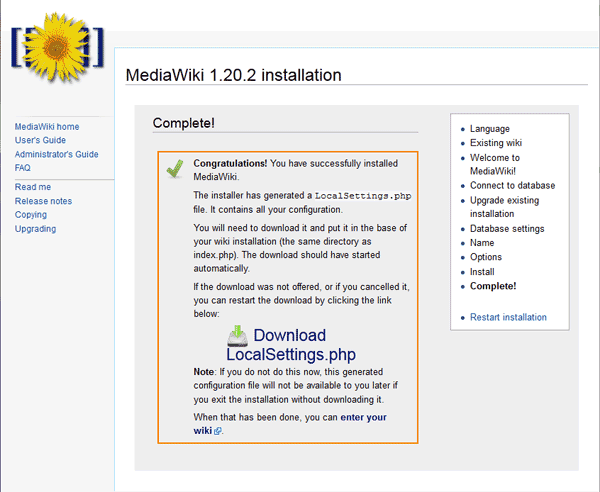 MediaWiki 1.20.2 installation
MediaWiki home
User's Guide
Administrator's Guide
FAQ
Read me
Release notes
Copying
Upgrading
Complete!
Congratulations! You have successfully installed
MediaWiki.
The installer has generated a LocalSettings.php
file. It contains all your configuration.
You will need to download it and put it in the base of
your wiki installation (the same directory as
index.php). The download should have started
automatically.
If the download was not offered, or if you cancelled it,
you can restart the download by clicking the link
below:
Download
LocalSettings.php
Note: If you do not do this now, this generated
configuration file will not be available to you later if
you exit the installation without downloading it.
When that has been done, you can enter your
wiki.
Language
Existing wiki
Welcome to
MediaWiki!
Connect to database
Upgrade existing
installation
Database settings
Name
Options
Install
Complete!
Restart installation